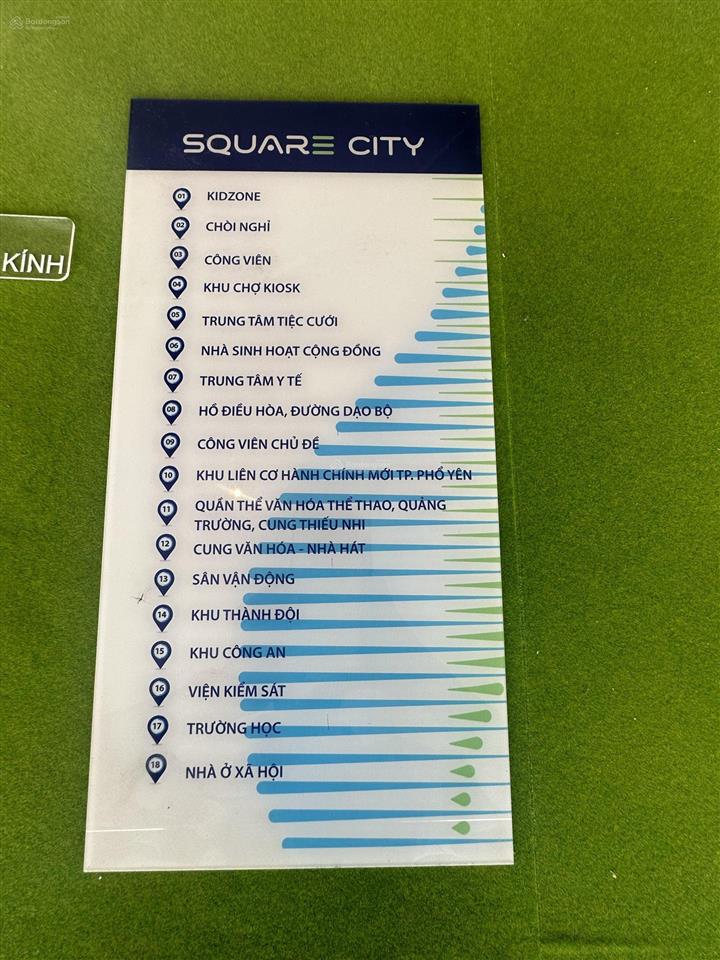 Batdongsan
KÍNH
SQUARE CITY
01 KIDZONE
02 CHÒI NGHỈ
03 CÔNG VIÊN
04 KHU CHỢ KIOSK
05 TRUNG TÂM TIỆC CƯỚI
06 NHÀ SINH HOẠT CỘNG ĐỒNG
07 TRUNG TÂM Y TẾ
08 HỒ ĐIỀU HÒA, ĐƯỜNG DẠO BỘ
09 CÔNG VIÊN CHỦ ĐỀ
10 KHU LIÊN CƠ HÀNH CHÍNH MỚI TP. PHỔ YÊN
11 QUẦN THỂ VĂN HÓA THỂ THAO, QUẢNG
TRƯỜNG, CUNG THIẾU NHI
12 CUNG VĂN HÓA - NHÀ HÁT
13 SÂN VẬN ĐỘNG
14 KHU THÀNH ĐỘI
15 KHU CÔNG AN
16 VIỆN KIỂM SÁT
17 TRƯỜNG HỌC
18 NHÀ Ở XÃ HỘI